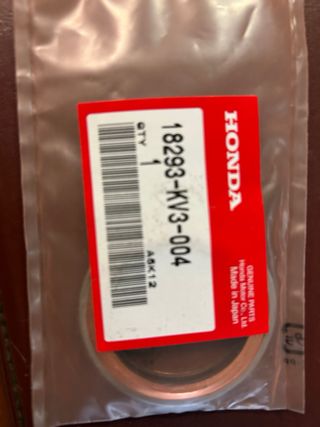 HONDA
GENUINE PARTS
Honda Motor Co., Ltd.
Made in Japan
18293-KV3-004
QTY 1
A5K12